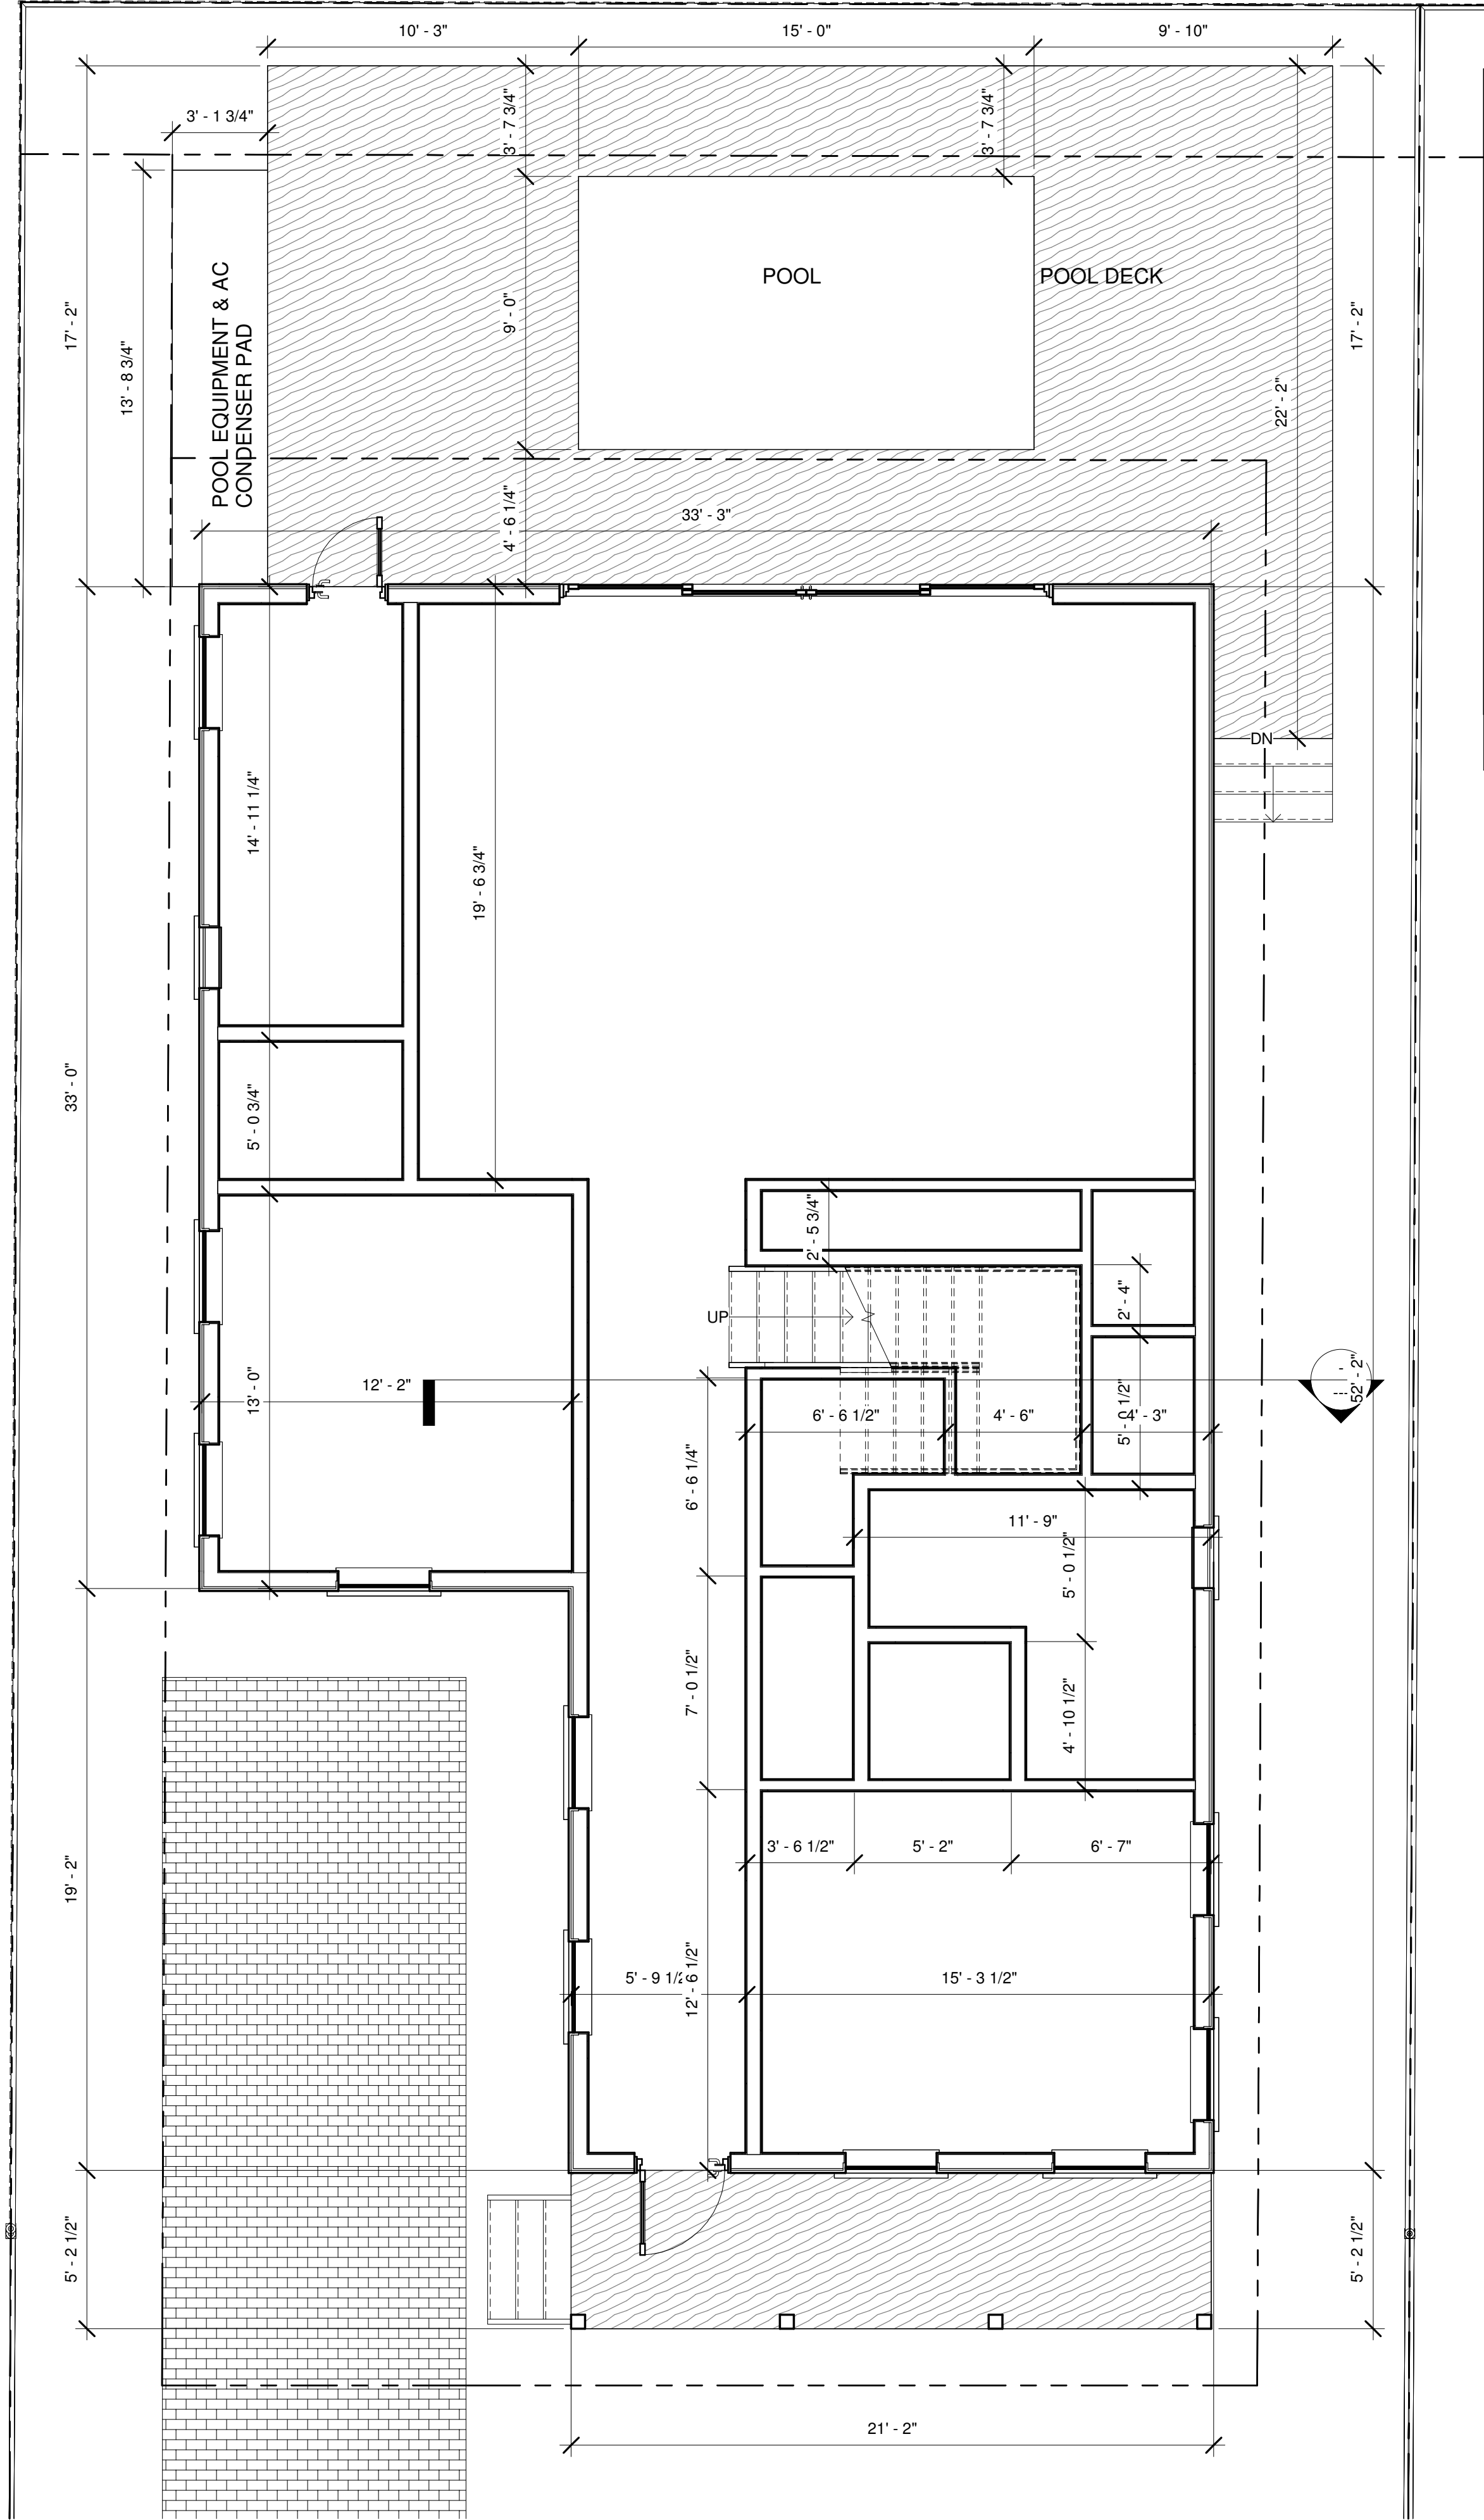 10' - 3"
15' - 0"
9' - 10"
3' - 1 3/4"
3' - 7 3/4"
3' - 7 3/4"
POOL
POOL DECK
17' - 2"
13' - 8 3/4"
POOL EQUIPMENT & AC
CONDENSER PAD
9' - 0"
17' - 2"
22' - 2"
4' - 6 1/4"
33' - 3"
DN
14' - 11 1/4"
19' - 6 3/4"
33' - 0"
5' - 0 3/4"
2' - 5 3/4"
2' - 4"
UP
13' - 0"
12' - 2"
6' - 6 1/2"
4' - 6"
5' - 0 1/2"
4' - 3"
52' - 2"
6' - 6 1/4"
11' - 9"
5' - 0 1/2"
7' - 0 1/2"
4' - 10 1/2"
3' - 6 1/2"
5' - 2"
6' - 7"
19' - 2"
5' - 9 1/2
12' - 6 1/2"
15' - 3 1/2"
5' - 2 1/2"
5' - 2 1/2"
21' - 2"